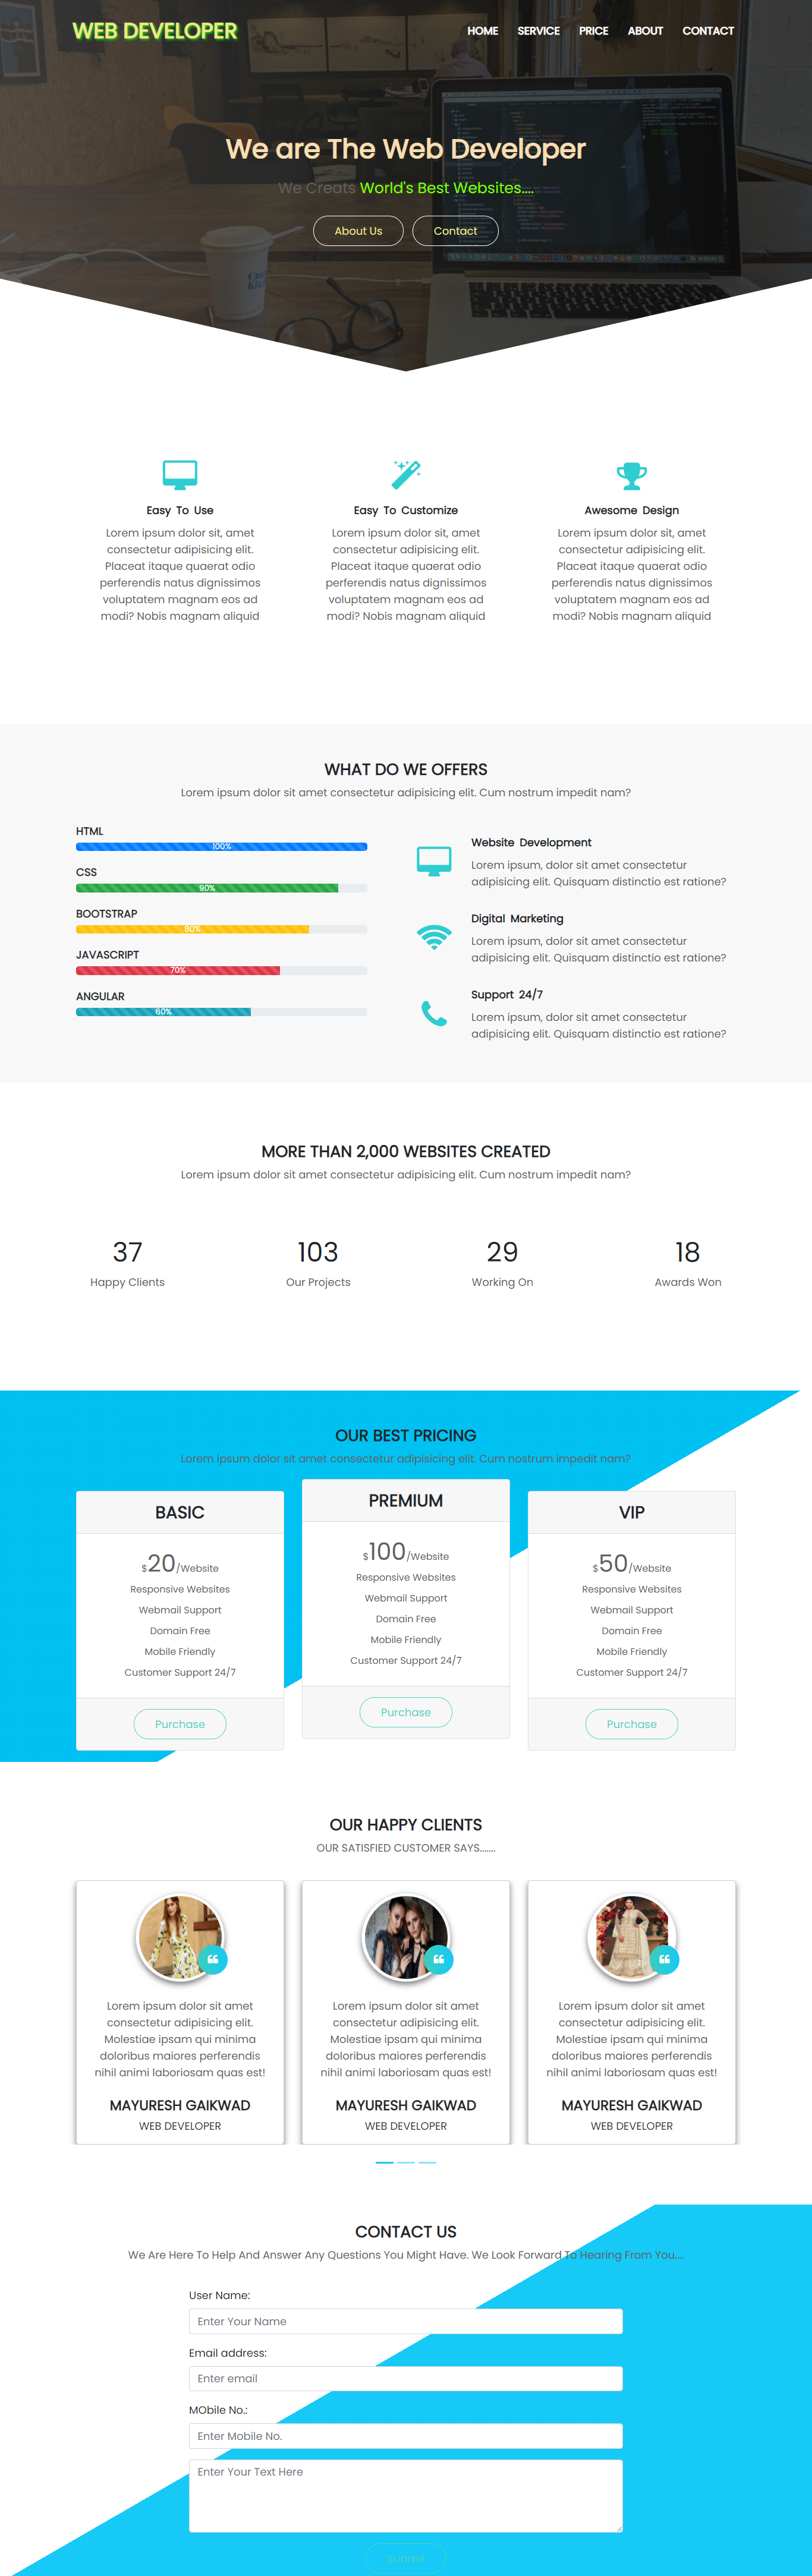 WEB DEVELOPER
HOME SERVICE PRICE ABOUT CONTACT
We are The Web Developer
We Creats World's Best Websites....
About Us Contact
Easy To Use
Lorem ipsum dolor sit, amet
consectetur adipisicing elit.
Placeat itaque quaerat odio
perferendis natus dignissimos
voluptatem magnam eos ad
modi? Nobis magnam aliquid
Easy To Customize
Lorem ipsum dolor sit, amet
consectetur adipisicing elit.
Placeat itaque quaerat odio
perferendis natus dignissimos
voluptatem magnam eos ad
modi? Nobis magnam aliquid
Awesome Design
Lorem ipsum dolor sit, amet
consectetur adipisicing elit.
Placeat itaque quaerat odio
perferendis natus dignissimos
voluptatem magnam eos ad
modi? Nobis magnam aliquid
WHAT DO WE OFFERS
Lorem ipsum dolor sit amet consectetur adipisicing elit. Cum nostrum impedit nam?
HTML
100%
CSS
90%
BOOTSTRAP
80%
JAVASCRIPT
70%
ANGULAR
60%
Website Development
Lorem ipsum, dolor sit amet consectetur
adipisicing elit. Quisquam distinctio est ratione?
Digital Marketing
Lorem ipsum, dolor sit amet consectetur
adipisicing elit. Quisquam distinctio est ratione?
Support 24/7
Lorem ipsum, dolor sit amet consectetur
adipisicing elit. Quisquam distinctio est ratione?
MORE THAN 2,000 WEBSITES CREATED
Lorem ipsum dolor sit amet consectetur adipisicing elit. Cum nostrum impedit nam?
37
Happy Clients
103
Our Projects
29
Working On
18
Awards Won
OUR BEST PRICING
Lorem ipsum dolor sit amet consectetur adipisicing elit. Cum nostrum impedit nam?
BASIC
$20/Website
Responsive Websites
Webmail Support
Domain Free
Mobile Friendly
Customer Support 24/7
Purchase
PREMIUM
$100/Website
Responsive Websites
Webmail Support
Domain Free
Mobile Friendly
Customer Support 24/7
Purchase
VIP
$50/Website
Responsive Websites
Webmail Support
Domain Free
Mobile Friendly
Customer Support 24/7
Purchase
OUR HAPPY CLIENTS
OUR SATISFIED CUSTOMER SAYS.......
Lorem ipsum dolor sit amet
consectetur adipisicing elit.
Molestiae ipsam qui minima
doloribus maiores perferendis
nihil animi laboriosam quas est!
MAYURESH GAIKWAD
WEB DEVELOPER
Lorem ipsum dolor sit amet
consectetur adipisicing elit.
Molestiae ipsam qui minima
doloribus maiores perferendis
nihil animi laboriosam quas est!
MAYURESH GAIKWAD
WEB DEVELOPER
Lorem ipsum dolor sit amet
consectetur adipisicing elit.
Molestiae ipsam qui minima
doloribus maiores perferendis
nihil animi laboriosam quas est!
MAYURESH GAIKWAD
WEB DEVELOPER
CONTACT US
We Are Here To Help And Answer Any Questions You Might Have. We Look Forward To Hearing From You....
User Name:
Enter Your Name
Email address:
Enter email
MObile No.:
Enter Mobile No.
Enter Your Text Here
Submit